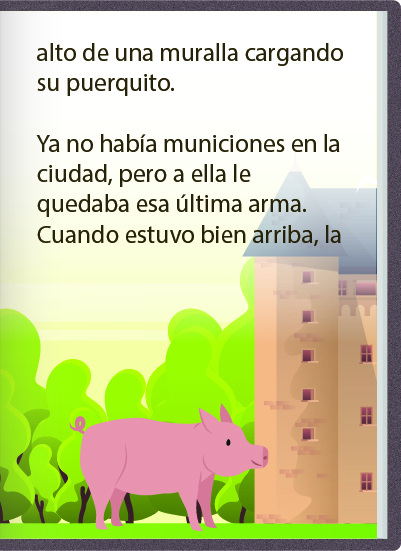 alto de una muralla cargando
su puerquito.
Ya no había municiones en la
ciudad, pero a ella le
quedaba esa última arma.
Cuando estuvo bien arriba, la